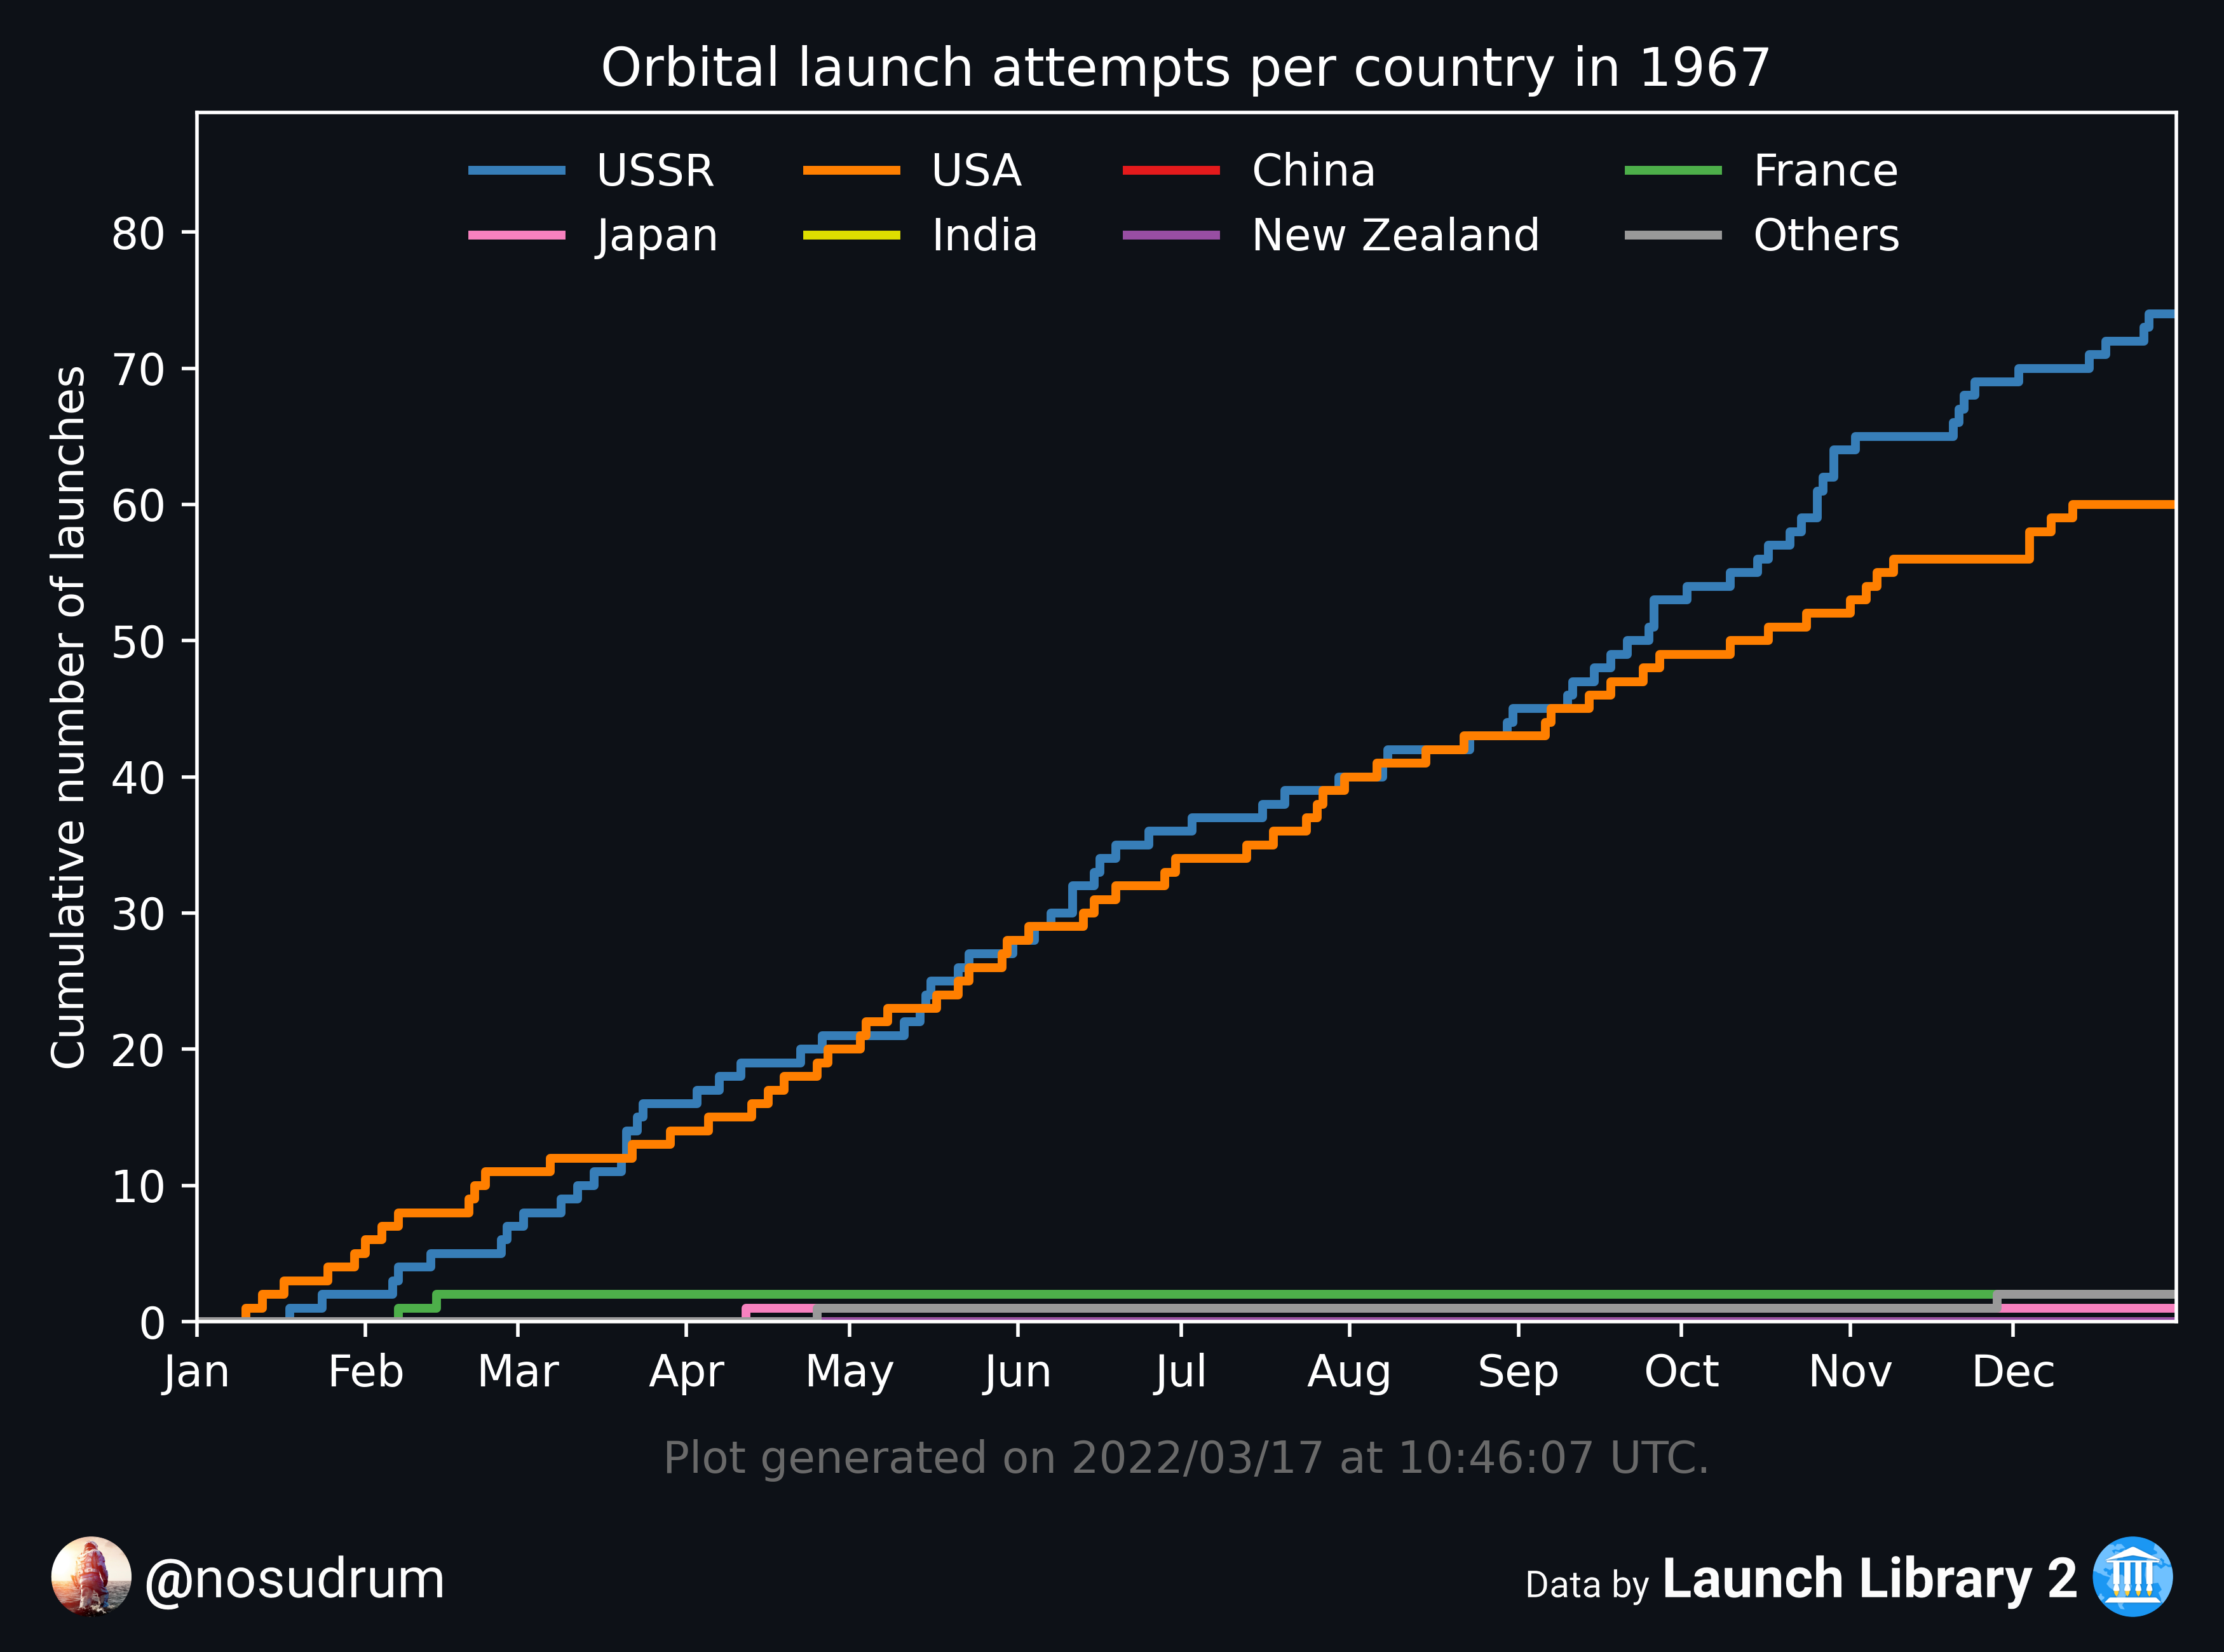 Orbital launch attempts per country in 1967
USSR USA China France
Japan India New Zealand Others
Cumulative number of launches
80
70
60
50
40
30
20
10
0
Jan Feb Mar Apr May Jun Jul Aug Sep Oct Nov Dec
Plot generated on 2022/03/17 at 10:46:07 UTC.
@nosudrum
Data by Launch Library 2